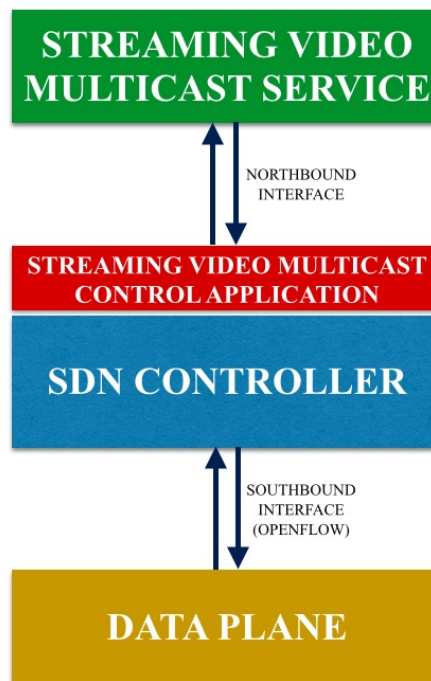 STREAMING VIDEO
MULTICAST SERVICE
NORTHBOUND
INTERFACE
STREAMING VIDEO MULTICAST
CONTROL APPLICATION
SDN CONTROLLER
SOUTHBOUND
INTERFACE
(OPENFLOW)
DATA PLANE